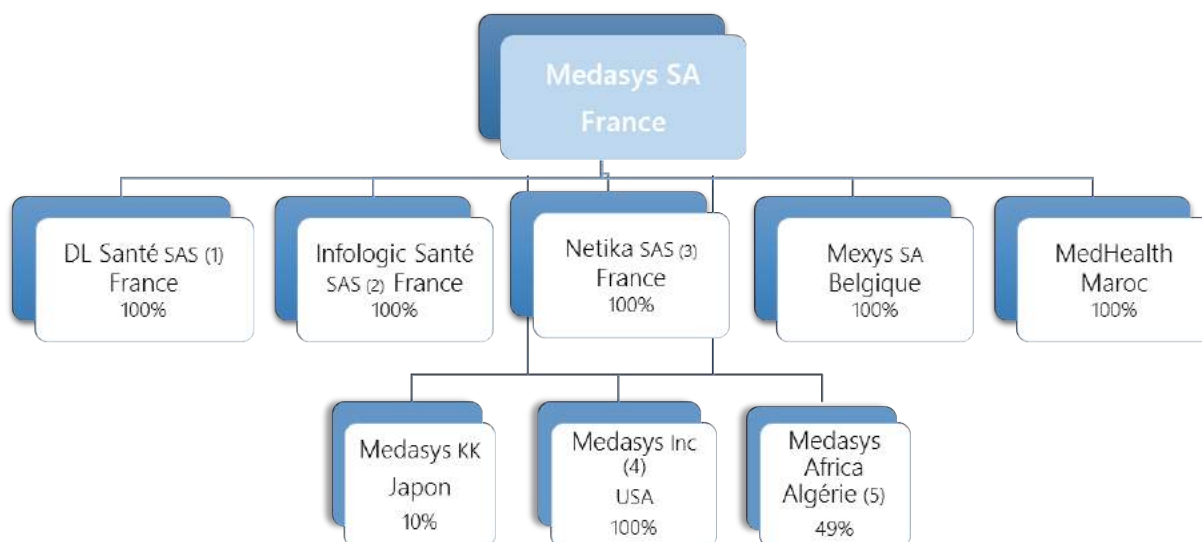 Medasys SA
France
DL Santé SAS (1)
France
100%
Infologic Santé
SAS (2) France
100%
Netika SAS (3)
France
100%
Mexys SA
Belgique
100%
MedHealth
Maroc
100%
Medasys KK
Japon
10%
Medasys Inc
(4)
USA
100%
Medasys
Africa
Algérie (5)
49%